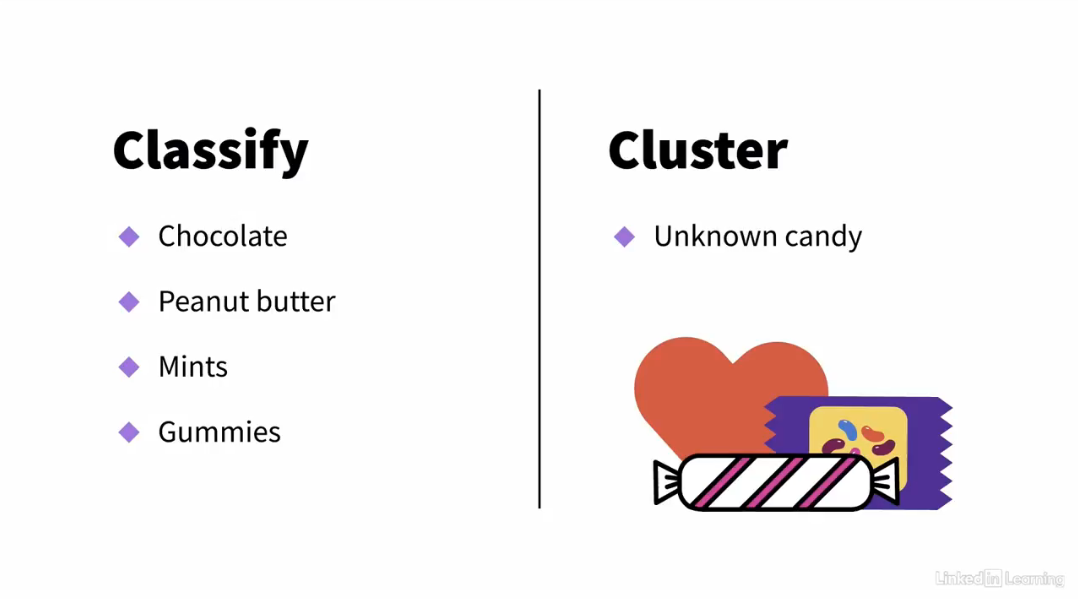 Classify
Chocolate
Peanut butter
Mints
Gummies
Cluster
Unknown candy
LinkedIn Learning